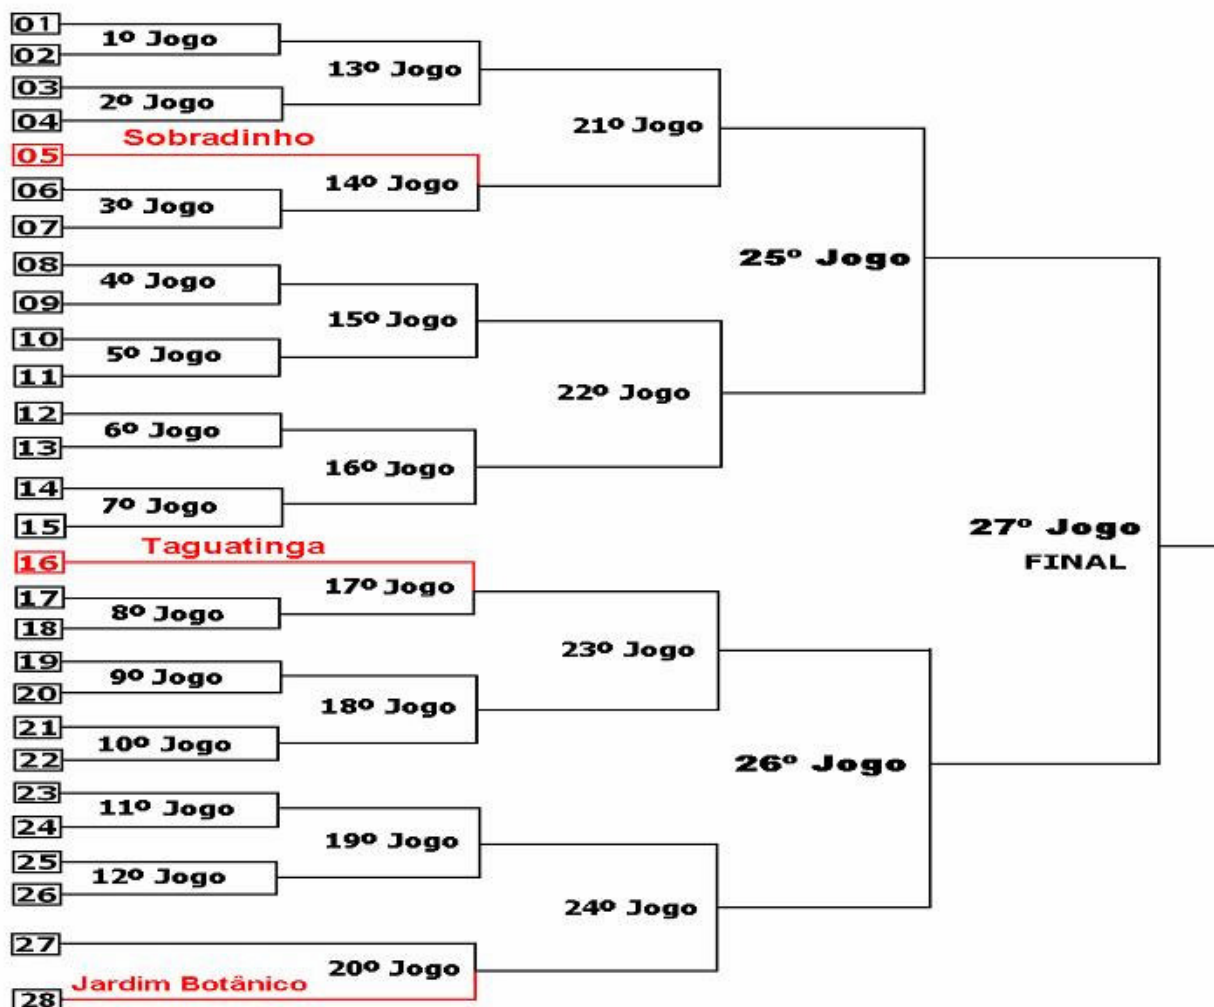 01
1º Jogo
02
13º Jogo
03
2º Jogo
04
21º Jogo
Sobradinho
05
14º Jogo
06
3º Jogo
07
25º Jogo
08
4º Jogo
09
15º Jogo
10
5º Jogo
11
22º Jogo
12
6º Jogo
13
16º Jogo
14
7º Jogo
15
27º Jogo
FINAL
Taguatinga
16
17º Jogo
17
8º Jogo
18
23º Jogo
19
9º Jogo
20
18º Jogo
21
10º Jogo
22
26º Jogo
23
11º Jogo
24
19º Jogo
25
12º Jogo
26
24º Jogo
27
20º Jogo
Jardim Botânico
28